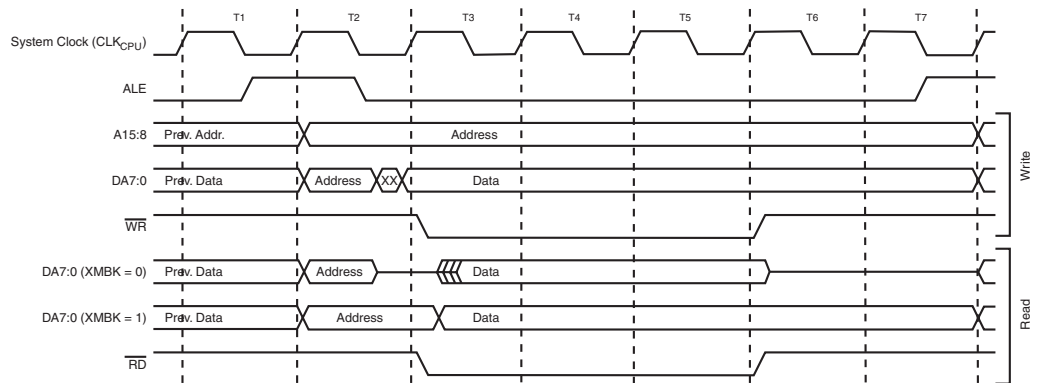 T1 T2 T3 T4 T5 T6 T7
System Clock (CLKCPU)
ALE
A15:8 Prev. Addr. Address
DA7:0 Prev. Data Address XX Data
WR
Write
DA7:0 (XMBK = 0) Prev. Data Address Data
DA7:0 (XMBK = 1) Prev. Data Address Data
RD
Read